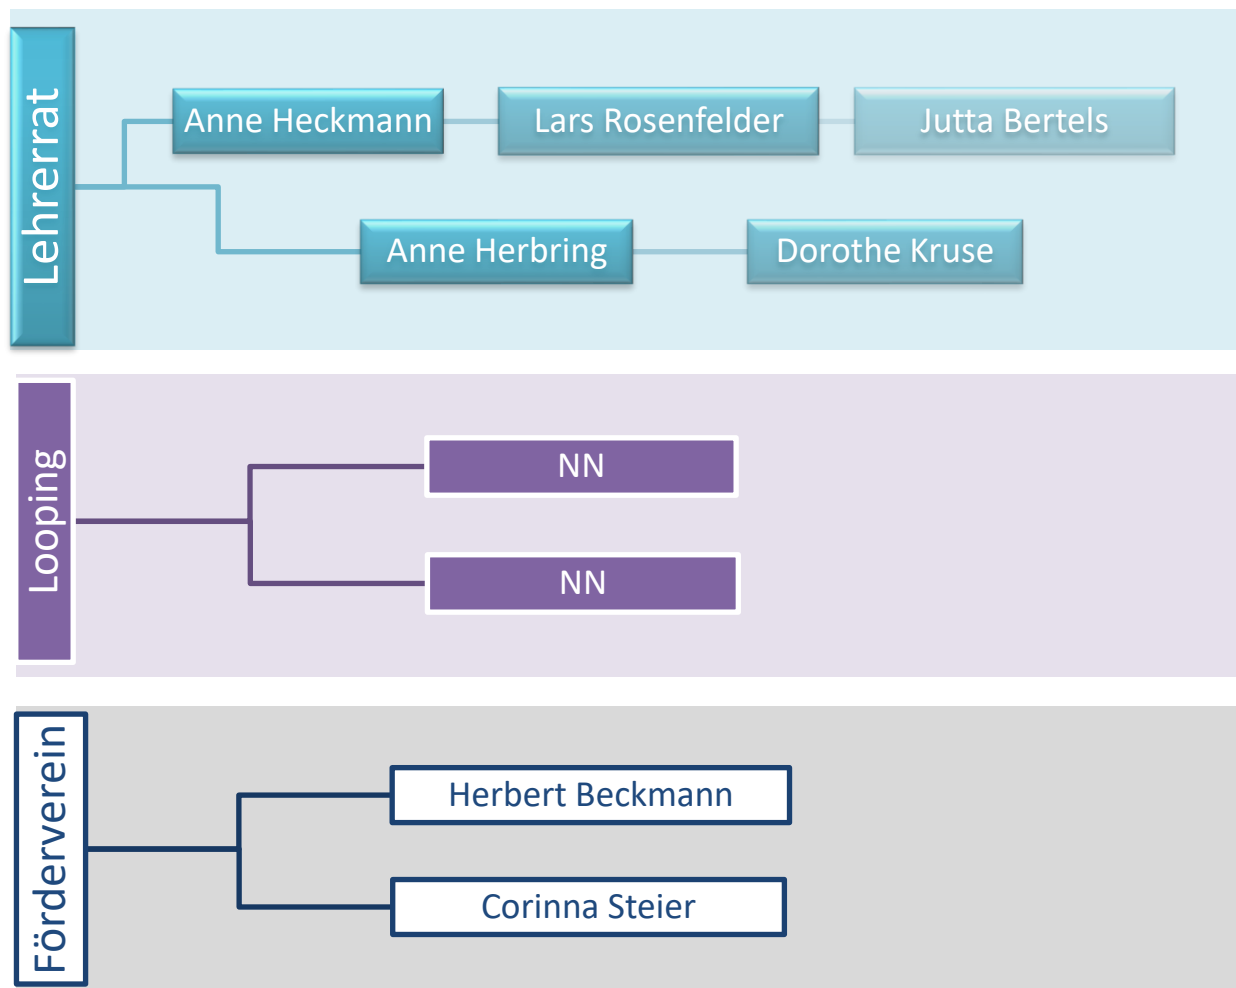 Lehrerrat
Anne Heckmann
Lars Rosenfelder
Jutta Bertels
Anne Herbring
Dorothe Kruse
Looping
NN
NN
Förderverein
Herbert Beckmann
Corinna Steier